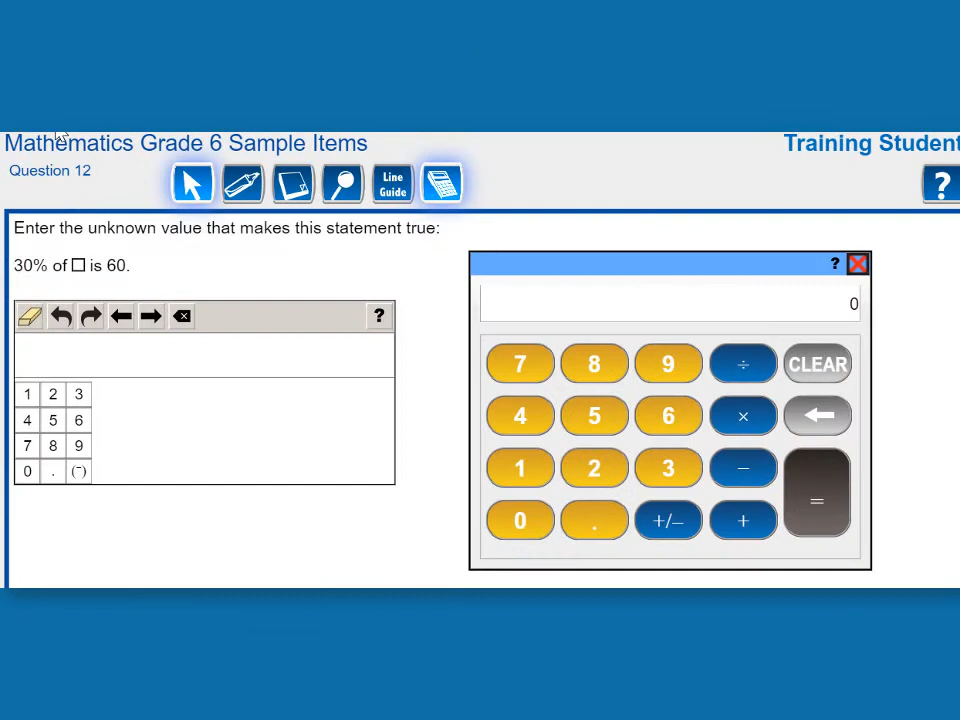 Mathematics Grade 6 Sample Items
Training Student
Question 12
Line
Guide
?
Enter the unknown value that makes this statement true:
30% of □ is 60.
?
?
0
1 2 3
4 5 6
7 8 9
0 . (⁻)
7 8 9 ÷ CLEAR
4 5 6 ×
1 2 3 − =
0 . +/− +